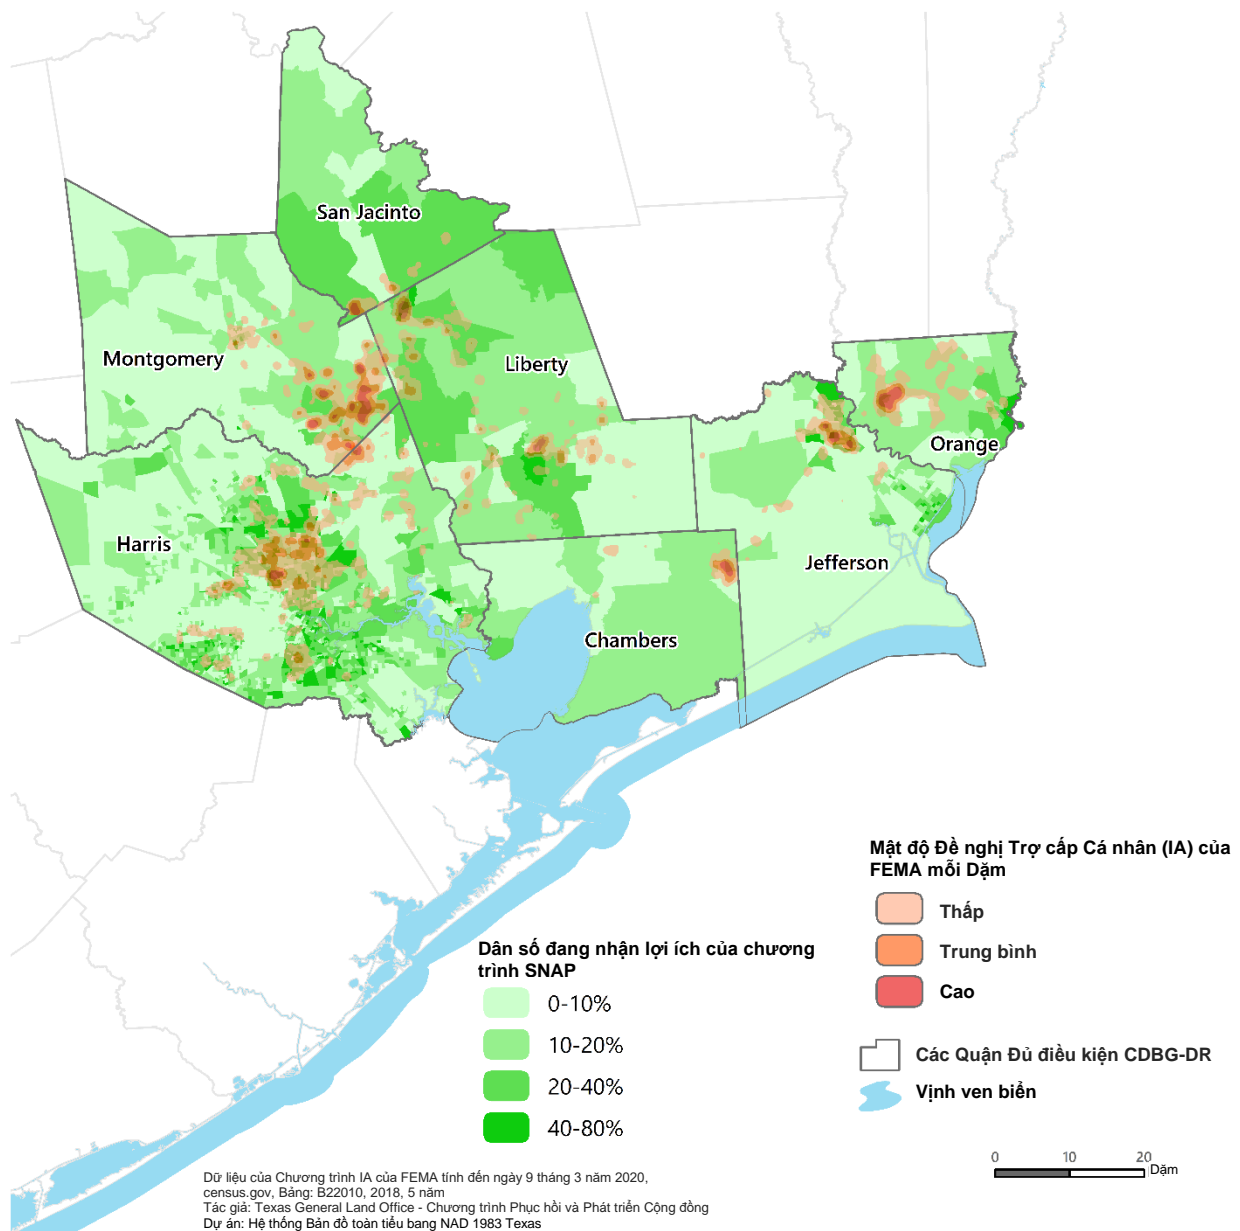 San Jacinto
Montgomery
Liberty
Orange
Harris
Jefferson
Chambers
Mật độ Đề nghị Trợ cấp Cá nhân (IA) của
FEMA mỗi Dặm
Thấp
Trung bình
Cao
Các Quận Đủ điều kiện CDBG-DR
Vịnh ven biển
Dân số đang nhận lợi ích của chương
trình SNAP
0-10%
10-20%
20-40%
40-80%
0 10 20
Dặm
Dữ liệu của Chương trình IA của FEMA tính đến ngày 9 tháng 3 năm 2020,
census.gov, Bảng: B22010, 2018, 5 năm
Tác giả: Texas General Land Office - Chương trình Phục hồi và Phát triển Cộng đồng
Dự án: Hệ thống Bản đồ toàn tiểu bang NAD 1983 Texas